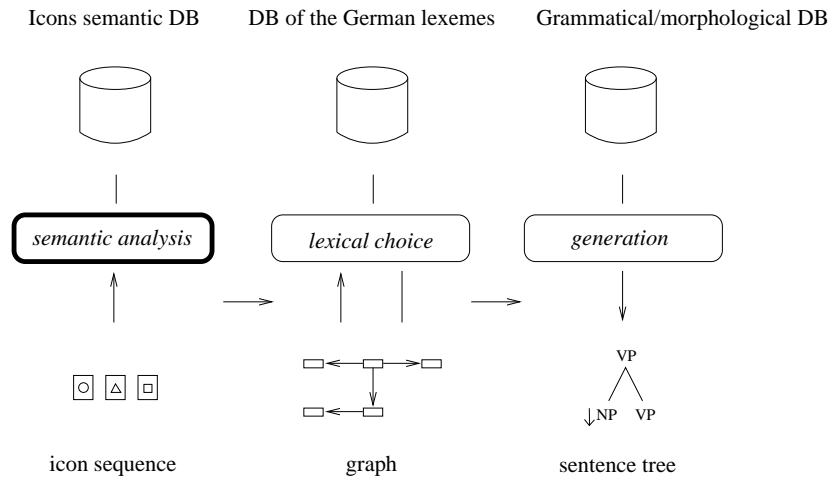 Icons semantic DB
DB of the German lexemes
Grammatical/morphological DB
semantic analysis
lexical choice
generation
VP
NP VP
icon sequence
graph
sentence tree